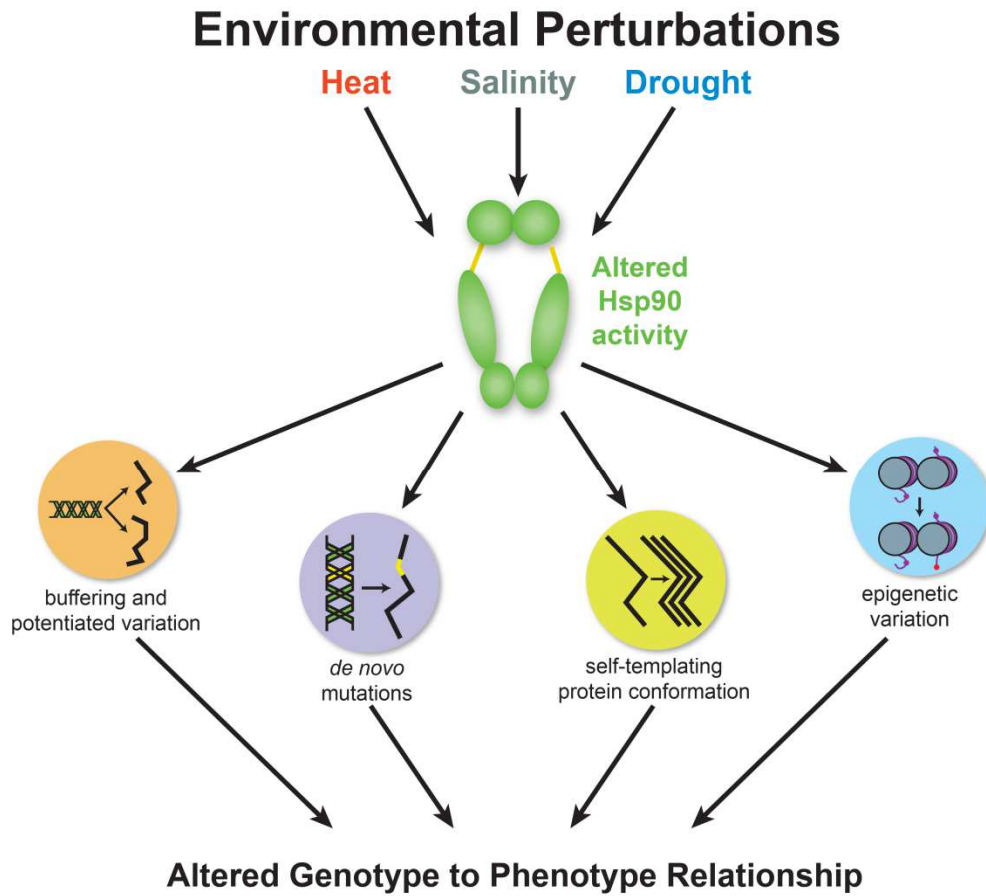 Environmental Perturbations
Heat Salinity Drought
Altered
Hsp90
activity
buffering and
potentiated variation
de novo
mutations
self-templating
protein conformation
epigenetic
variation
Altered Genotype to Phenotype Relationship